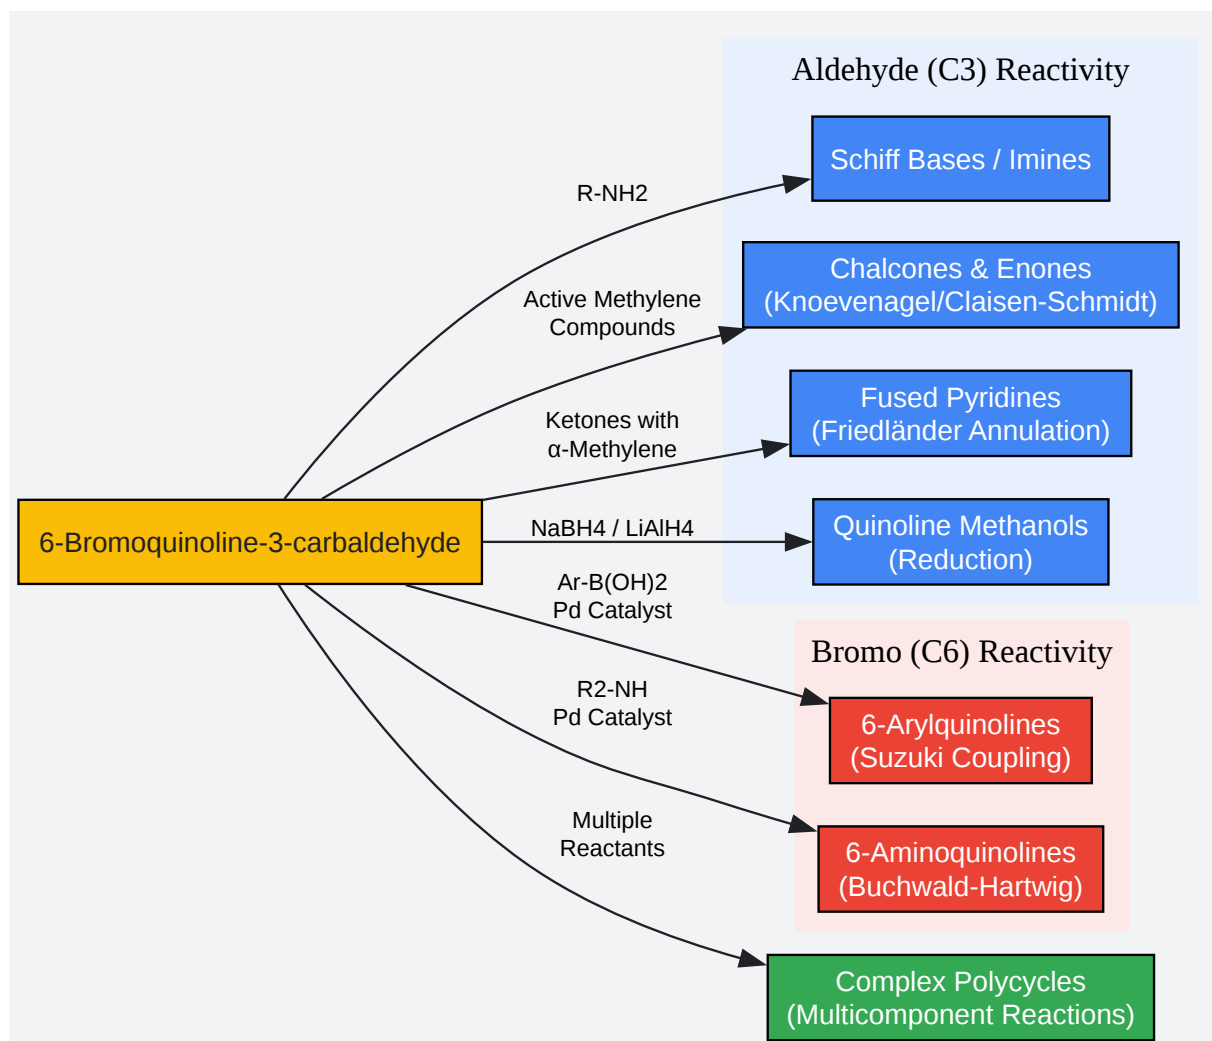 Aldehyde (C3) Reactivity
Schiff Bases / Imines
R-NH2
Chalcones & Enones
(Knoevenagel/Claisen-Schmidt)
Active Methylene
Compounds
Fused Pyridines
(Friedländer Annulation)
Ketones with
α-Methylene
6-Bromoquinoline-3-carbaldehyde
NaBH4 / LiAlH4
Quinoline Methanols
(Reduction)
Ar-B(OH)2
Pd Catalyst
Bromo (C6) Reactivity
6-Arylquinolines
(Suzuki Coupling)
R2-NH
Pd Catalyst
6-Aminoquinolines
(Buchwald-Hartwig)
Multiple
Reactants
Complex Polycycles
(Multicomponent Reactions)